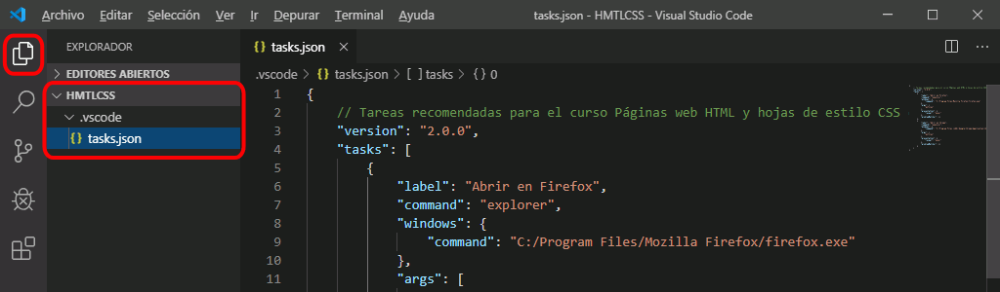 Archivo Editar Selección Ver Ir Depurar Terminal Ayuda tasks.json - HMTLCSS - Visual Studio Code
EXPLORADOR
EDITORES ABIERTOS
HMTLCSS
.vscode
{} tasks.json
{} tasks.json ×
.vscode > {} tasks.json > [ ] tasks > {} 0
1 {
2 // Tareas recomendadas para el curso Páginas web HTML y hojas de estilo CSS
3 "version": "2.0.0",
4 "tasks": [
5 {
6 "label": "Abrir en Firefox",
7 "command": "explorer",
8 "windows": {
9 "command": "C:/Program Files/Mozilla Firefox/firefox.exe"
10 },
11 "args": [